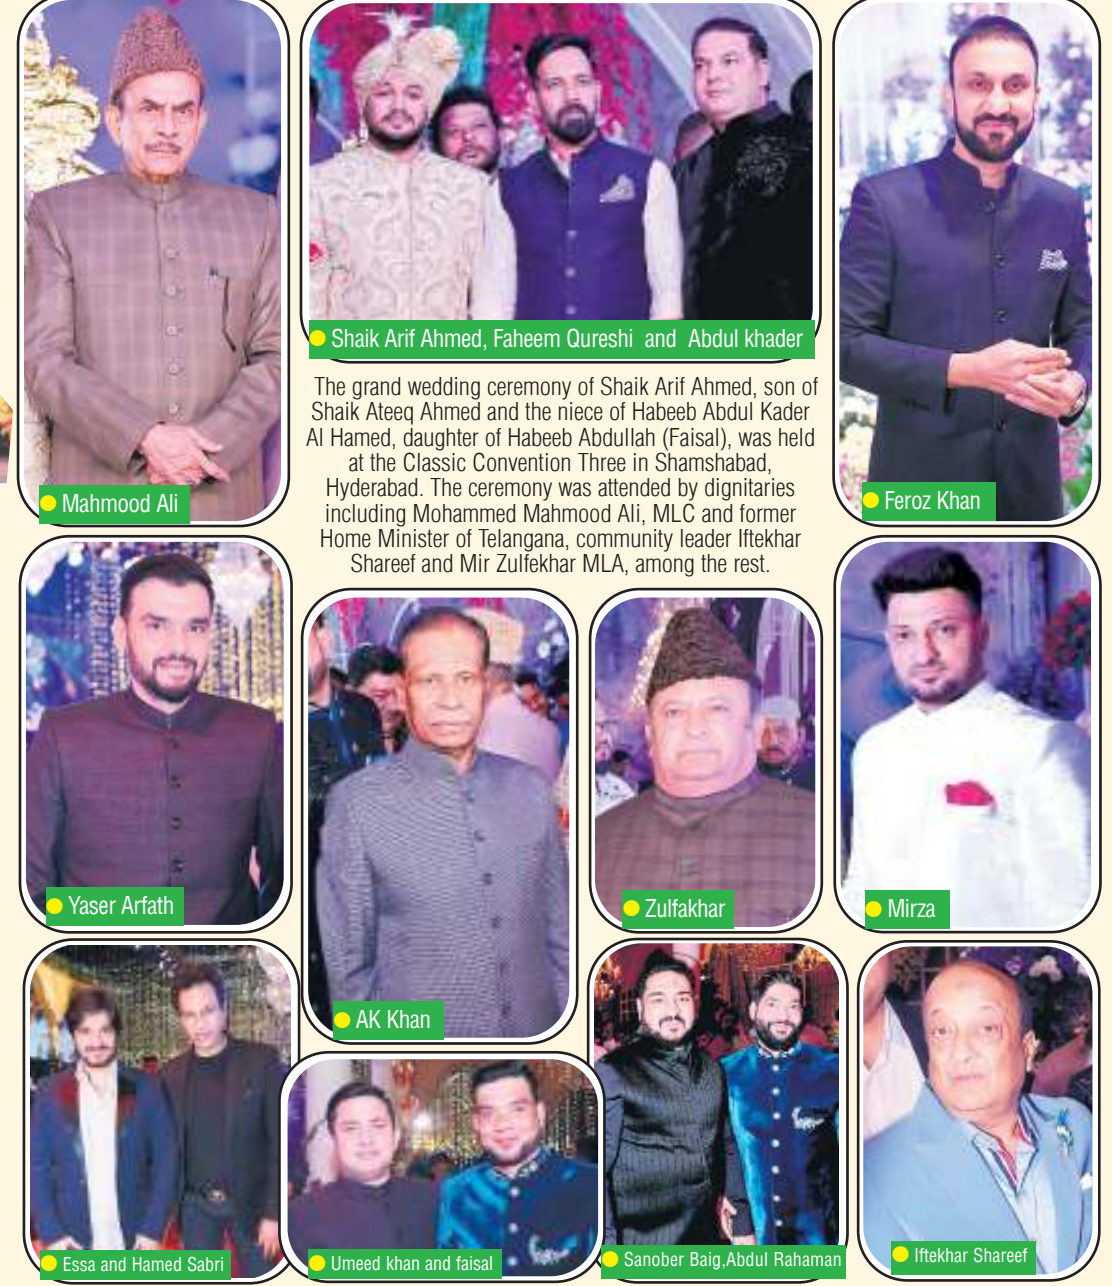 Shaik Arif Ahmed, Faheem Qureshi and Abdul khader
The grand wedding ceremony of Shaik Arif Ahmed, son of
Shaik Ateeq Ahmed and the niece of Habeeb Abdul Kader
Al Hamed, daughter of Habeeb Abdullah (Faisal), was held
at the Classic Convention Three in Shamshabad,
Hyderabad. The ceremony was attended by dignitaries
including Mohammed Mahmood Ali, MLC and former
Home Minister of Telangana, community leader Iftekhar
Shareef and Mir Zulfekhar MLA, among the rest.
Mahmood Ali
Feroz Khan
Yaser Arfath
AK Khan
Zulfakhar
Mirza
Essa and Hamed Sabri
Umeed khan and faisal
Sanober Baig,Abdul Rahaman
Iftekhar Shareef